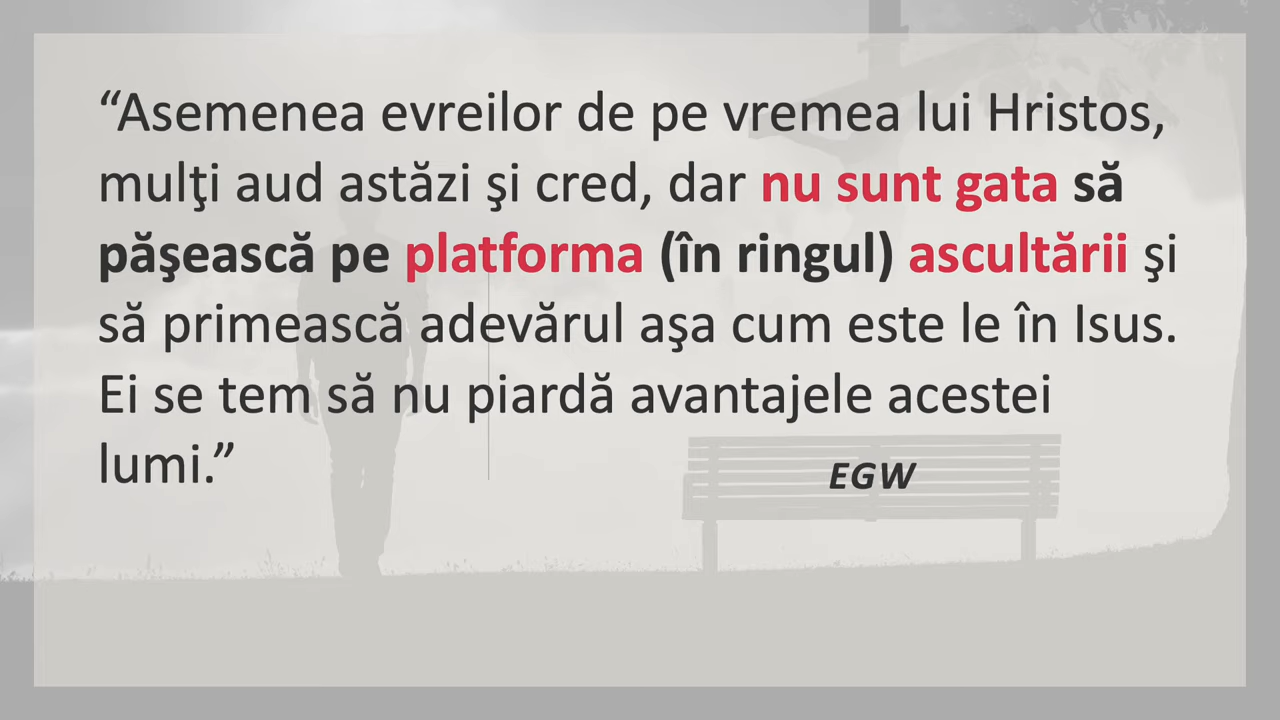 “Asemenea evreilor de pe vremea lui Hristos,
mulţi aud astăzi şi cred, dar nu sunt gata să
păşească pe platforma (în ringul) ascultării şi
să primească adevărul aşa cum este le în Isus.
Ei se tem să nu piardă avantajele acestei
lumi.”
EGW